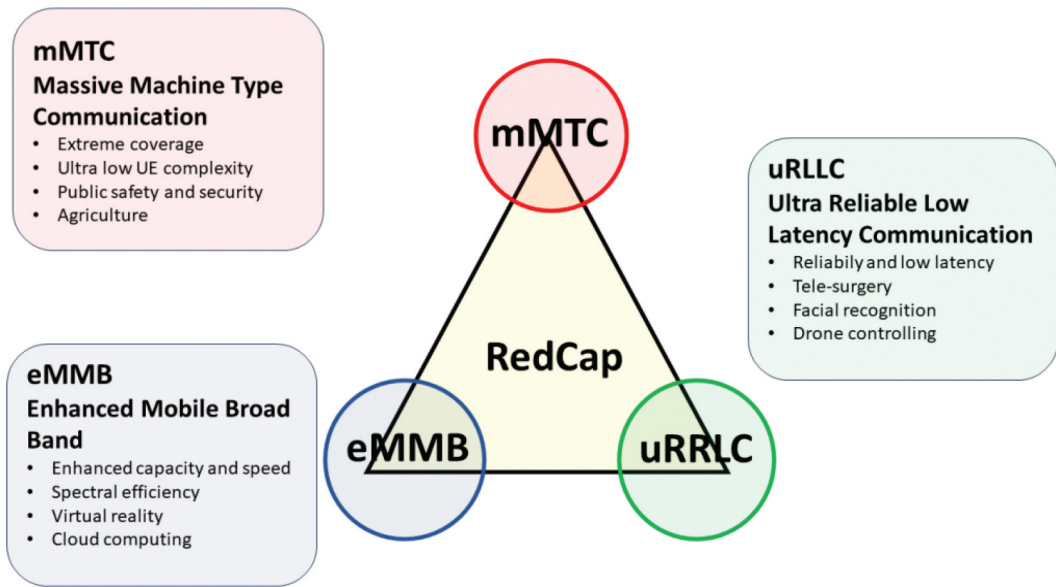 mMTC
Massive Machine Type
Communication
• Extreme coverage
• Ultra low UE complexity
• Public safety and security
• Agriculture
mMTC
uRLLC
Ultra Reliable Low
Latency Communication
• Reliabily and low latency
• Tele-surgery
• Facial recognition
• Drone controlling
RedCap
eMMB
Enhanced Mobile Broad
Band
• Enhanced capacity and speed
• Spectral efficiency
• Virtual reality
• Cloud computing
eMMB
uRRLC